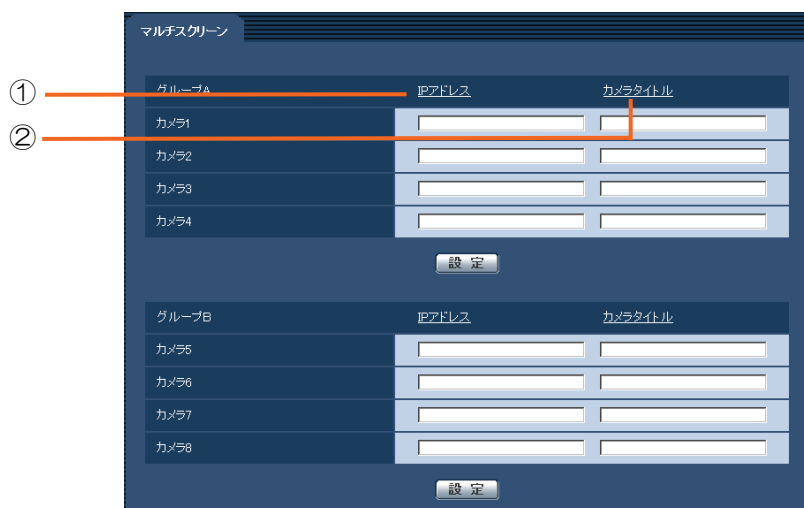 マルチスクリーン
① グループA IPアドレス カメラタイトル
② カメラ1
カメラ2
カメラ3
カメラ4
設 定
グループB IPアドレス カメラタイトル
カメラ5
カメラ6
カメラ7
カメラ8
設 定